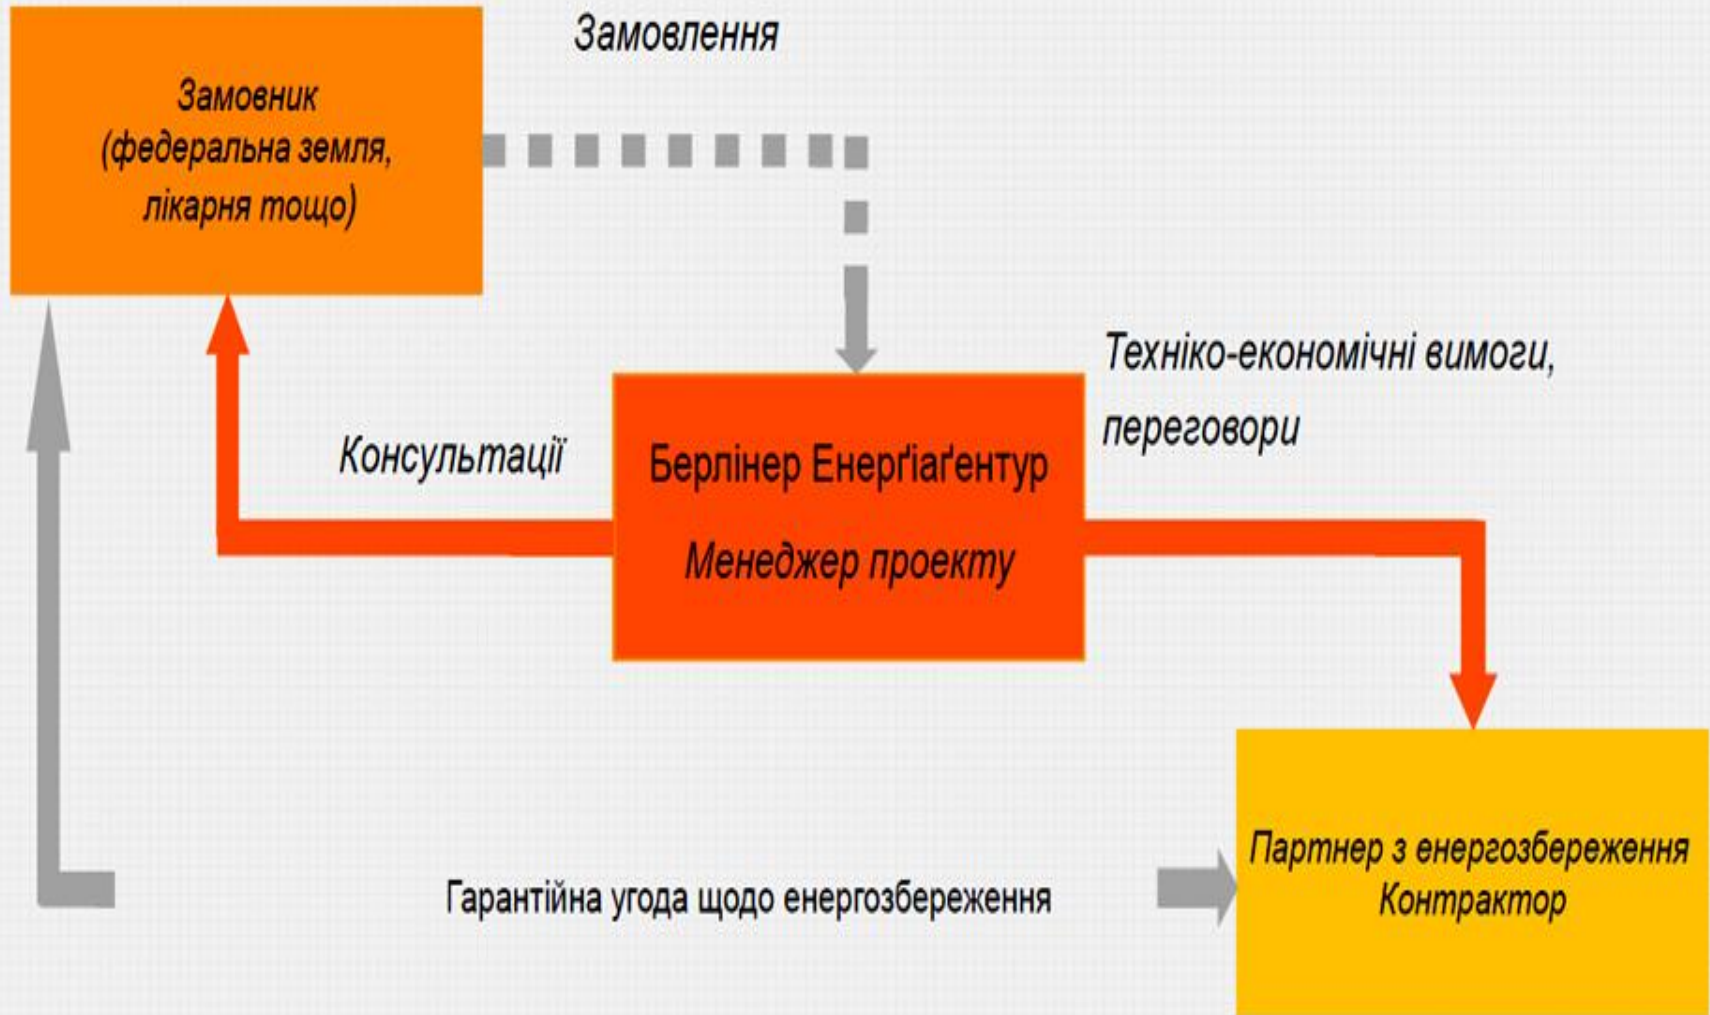 Замовлення
Замовник
(федеральна земля,
лікарня тощо)
Техніко-економічні вимоги,
переговори
Консультації
Берлінер Енерґіаґентур
Менеджер проекту
Партнер з енергозбереження
Контрактор
Гарантійна угода щодо енергозбереження